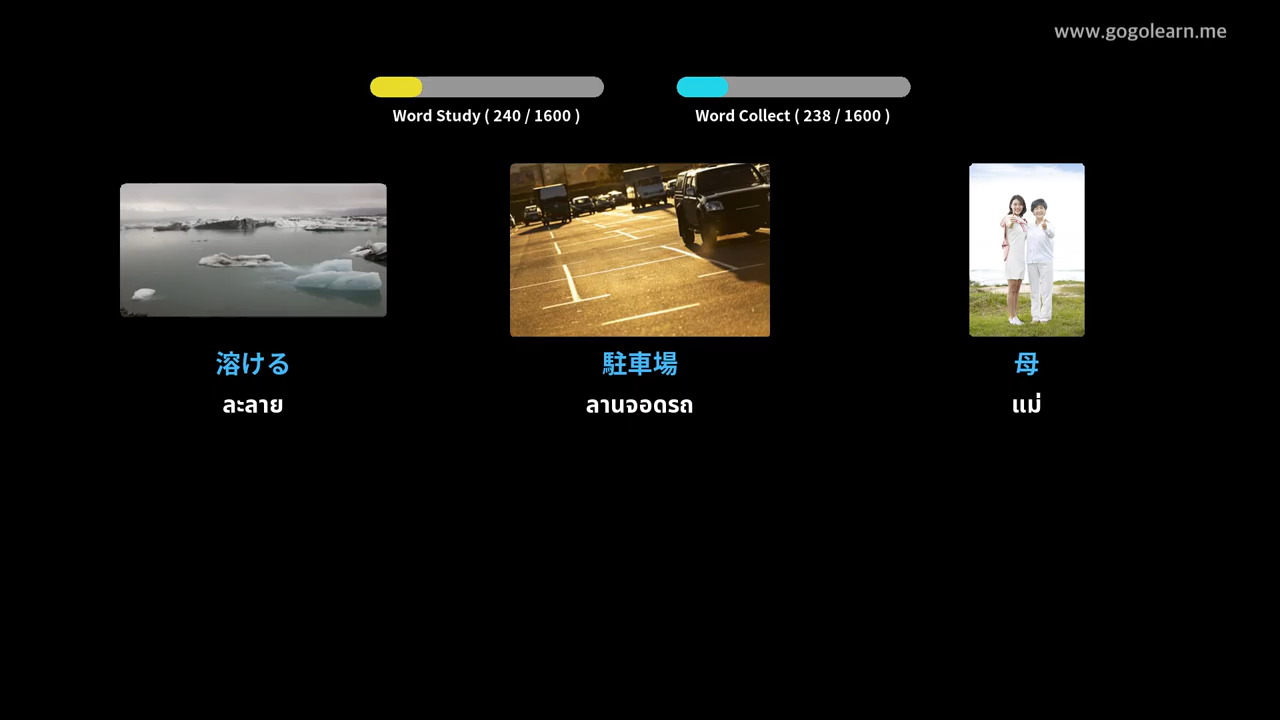 www.gogolearn.me
Word Study ( 240 / 1600 )
Word Collect ( 238 / 1600 )
溶ける
駐車場
母
ละลาย
ลานจอดรถ
แม่